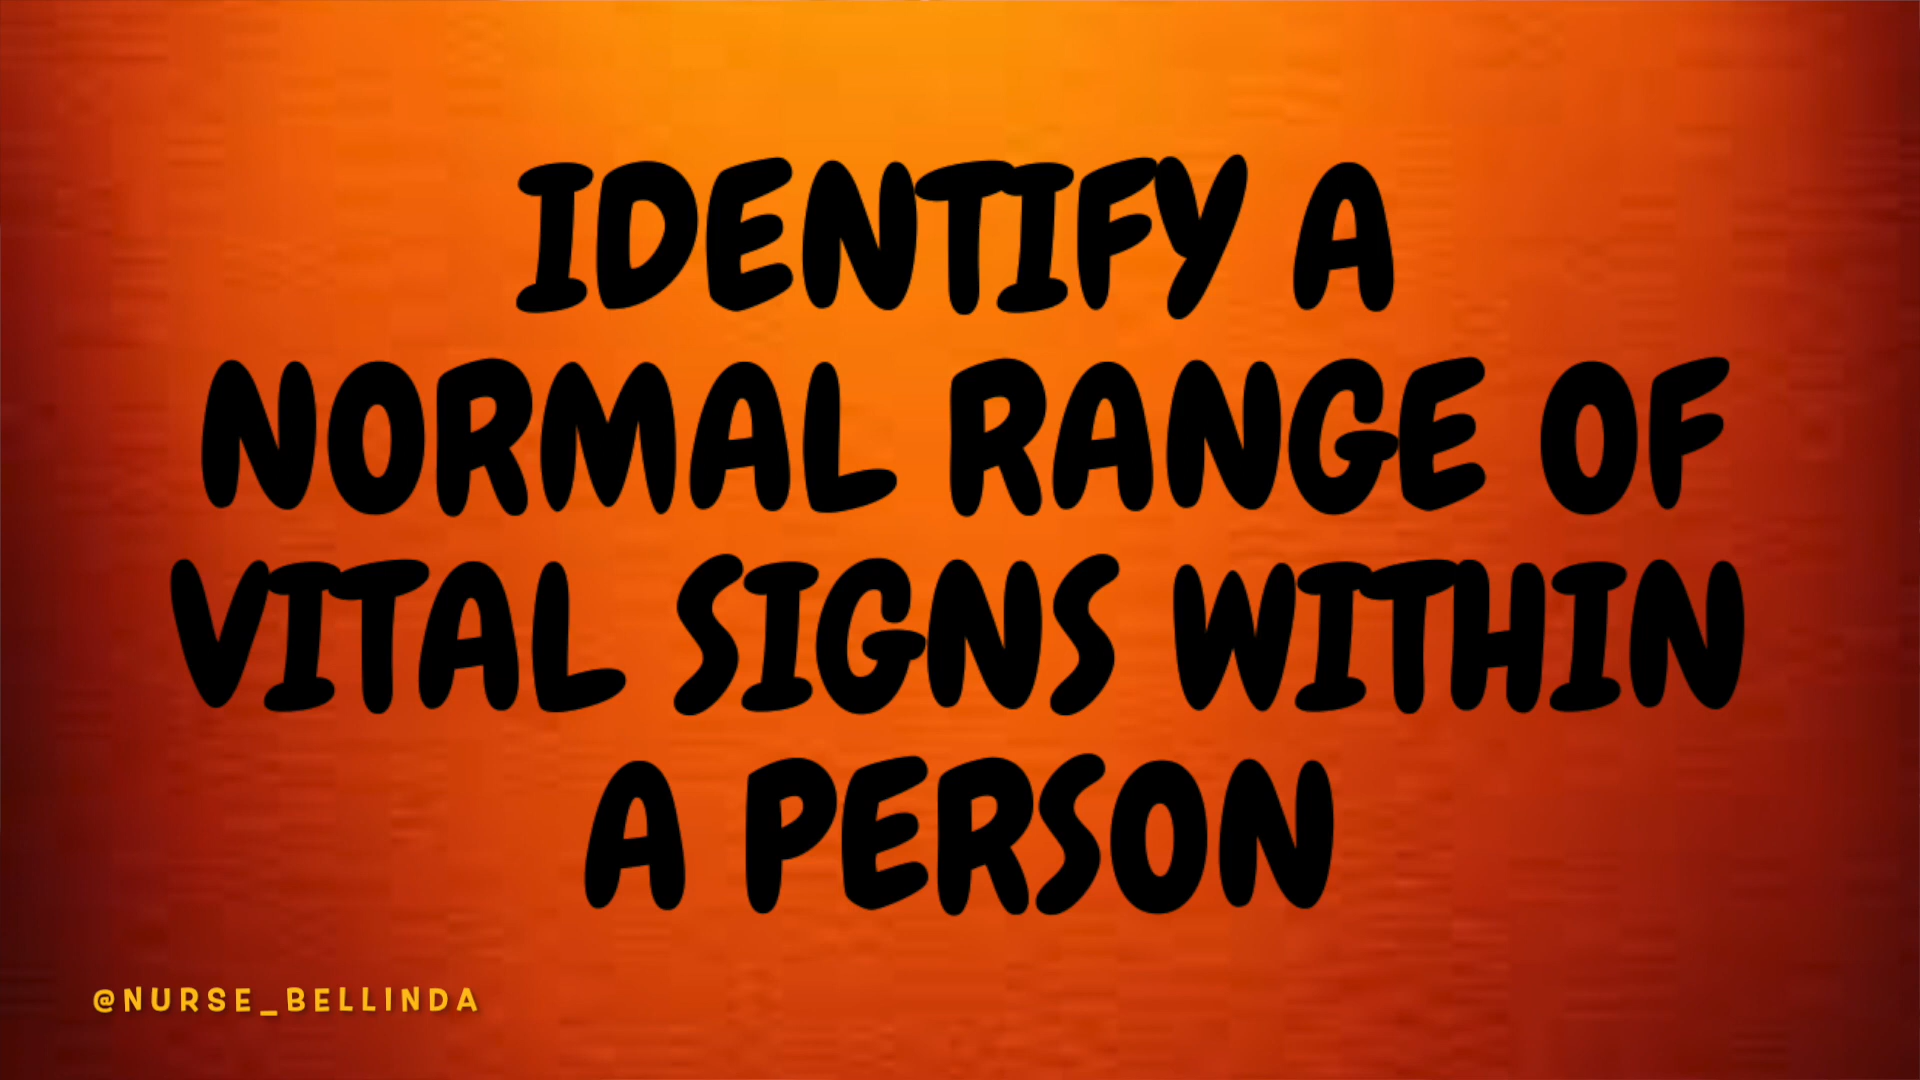 IDENTIFY A
NORMAL RANGE OF
VITAL SIGNS WITHIN
A PERSON
@NURSE_BELLINDA